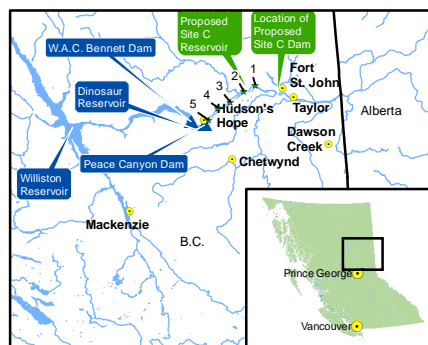 Proposed
Site C
Reservoir
Location of
Proposed
Site C Dam
W.A.C. Bennett Dam
Dinosaur
Reservoir
1
2
3
4
5
Fort
St. John
Hudson's
Hope
Taylor
Alberta
Dawson
Creek
Peace Canyon Dam
Chetwynd
Williston
Reservoir
Mackenzie
B.C.
Prince George
Vancouver